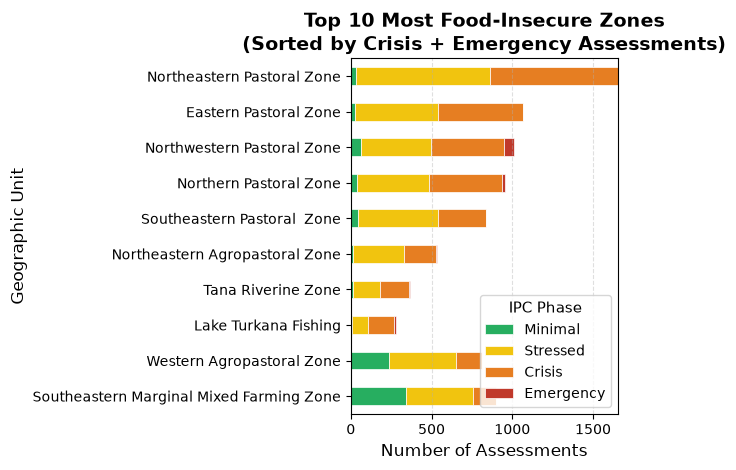 Top 10 Most Food-Insecure Zones
(Sorted by Crisis + Emergency Assessments)
Geographic Unit
Northeastern Pastoral Zone
Eastern Pastoral Zone
Northwestern Pastoral Zone
Northern Pastoral Zone
Southeastern Pastoral  Zone
Northeastern Agropastoral Zone
Tana Riverine Zone
Lake Turkana Fishing
Western Agropastoral Zone
Southeastern Marginal Mixed Farming Zone
IPC Phase
Minimal
Stressed
Crisis
Emergency
0 500 1000 1500
Number of Assessments